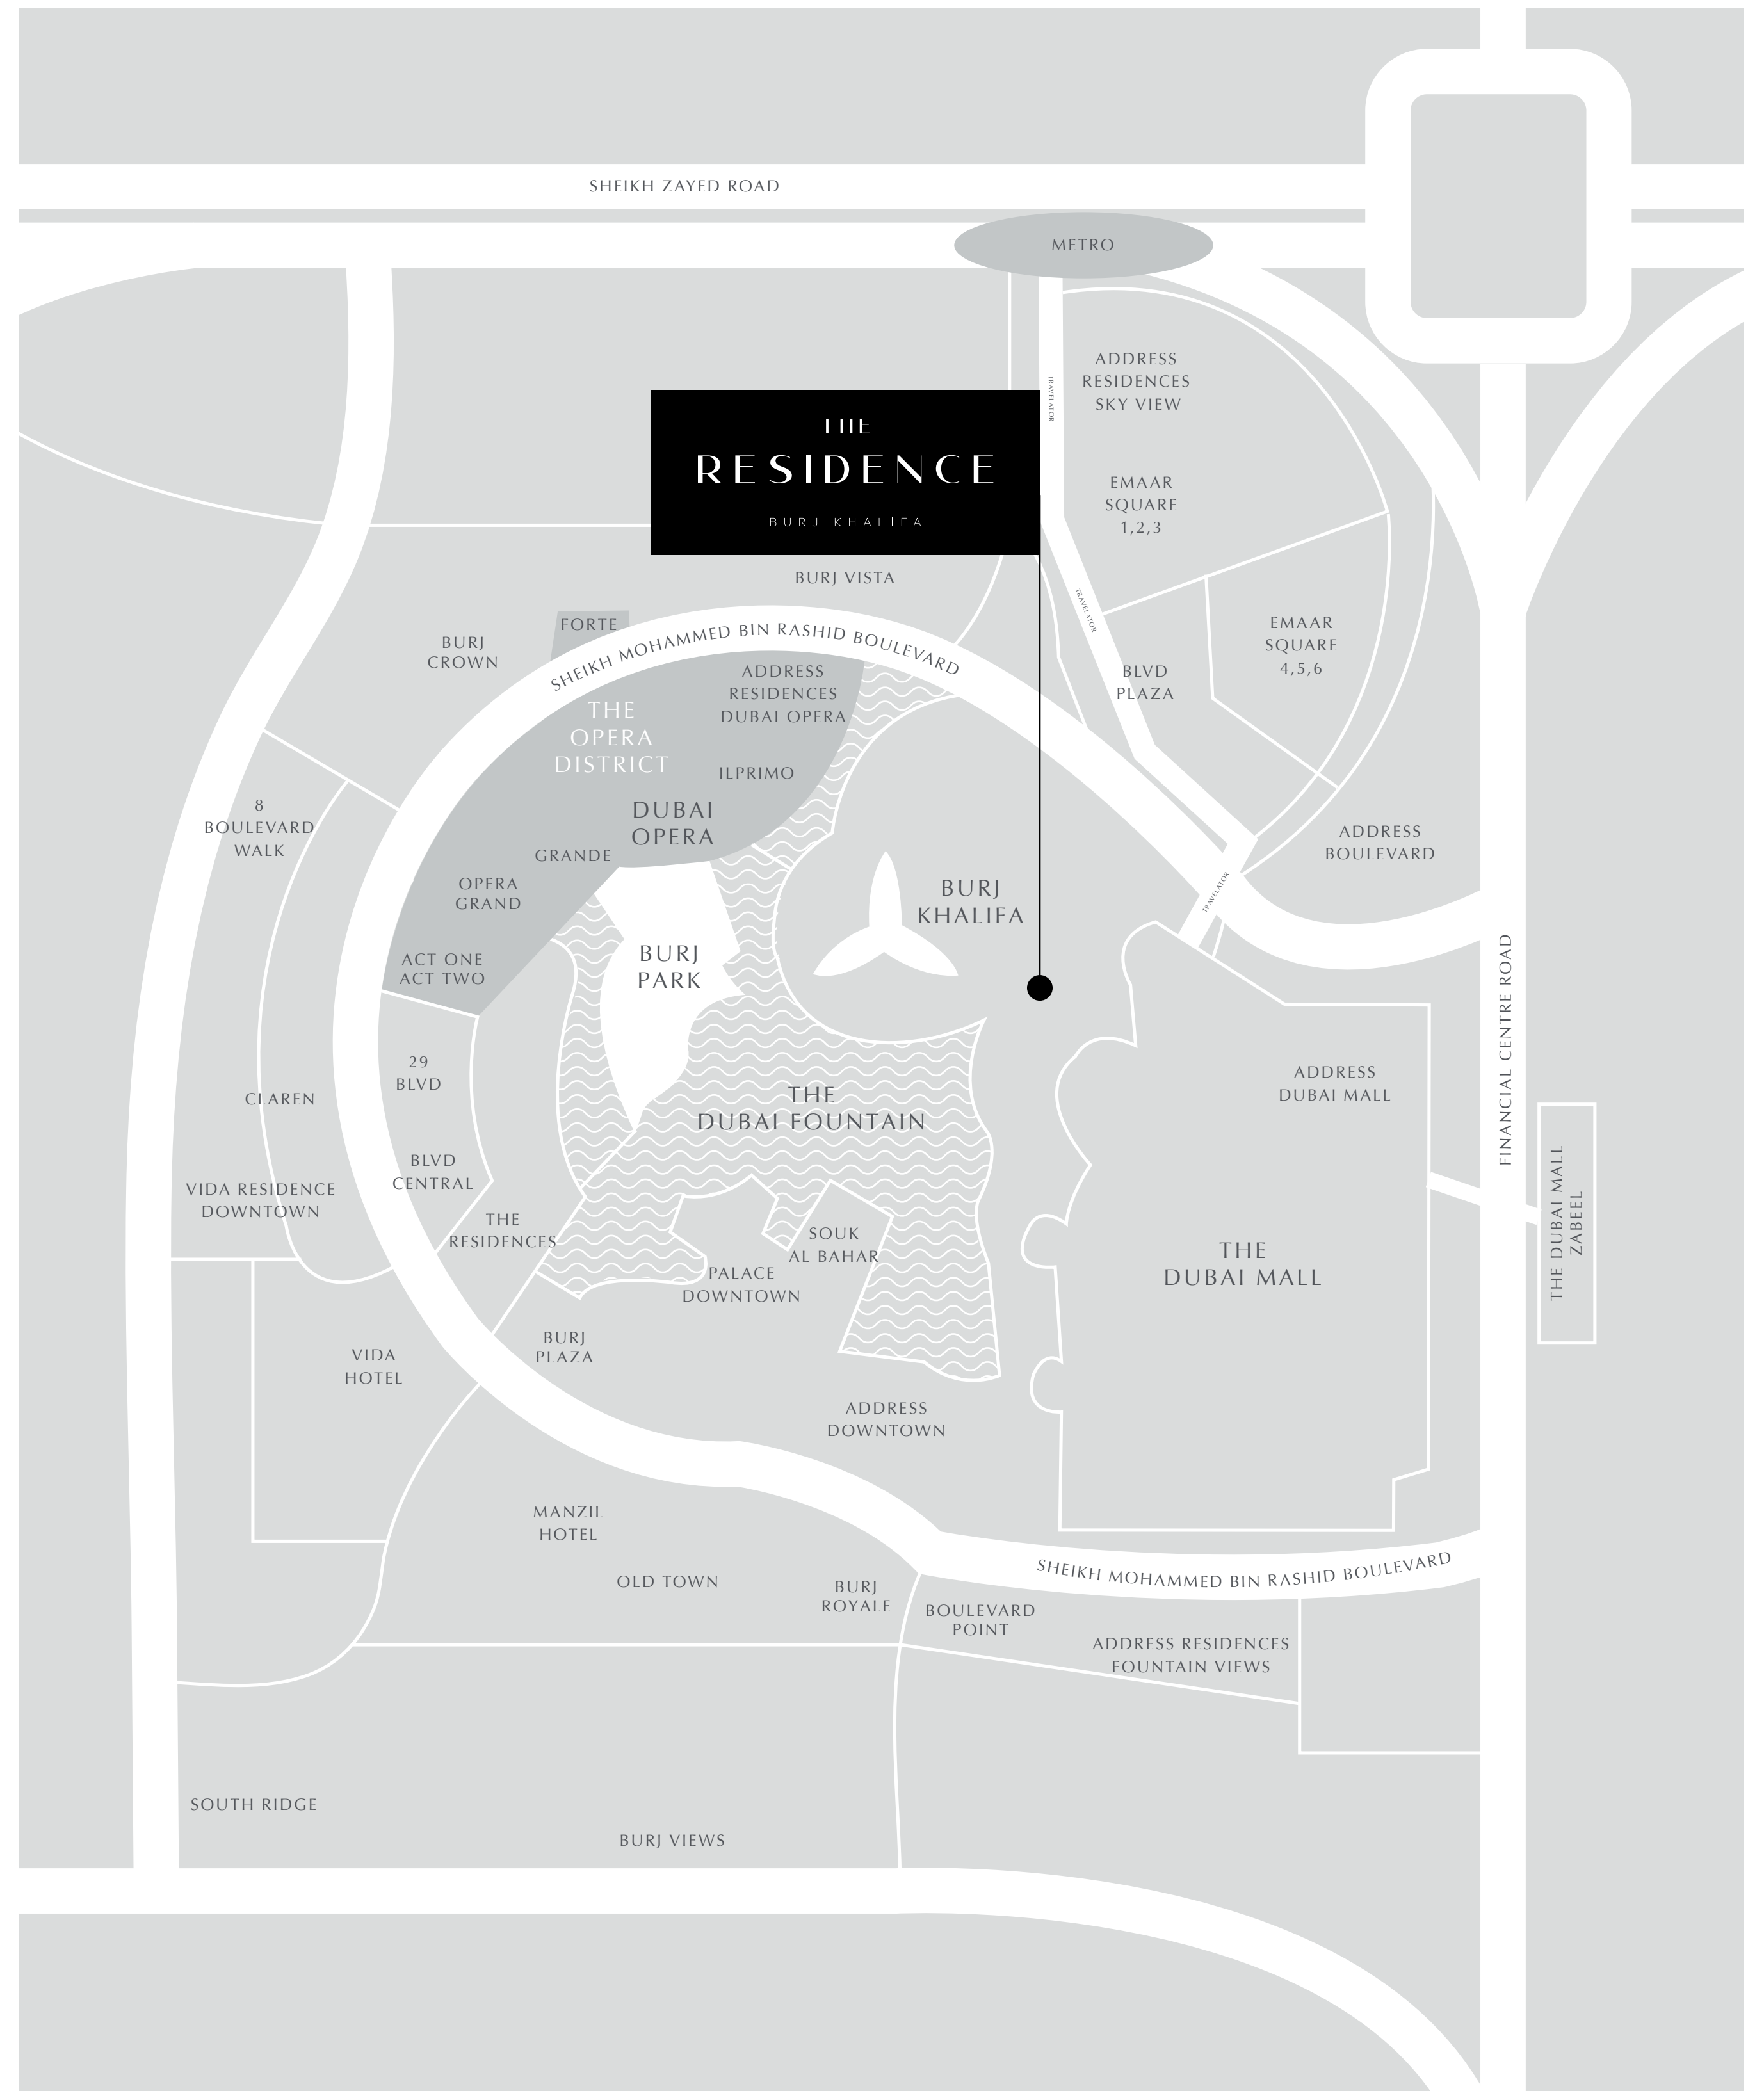 SHEIKH ZAYED ROAD
METRO
ADDRESS
RESIDENCES
SKY VIEW
TRAVELATOR
THE
RESIDENCE
BURJ KHALIFA
EMAAR
SQUARE
1,2,3
BURJ VISTA
TRAVELATOR
FORTE
BURJ
CROWN
SHEIKH MOHAMMED BIN RASHID BOULEVARD
EMAAR
SQUARE
4,5,6
BLVD
PLAZA
ADDRESS
RESIDENCES
DUBAI OPERA
THE
OPERA
DISTRICT
ILPRIMO
DUBAI
OPERA
8
BOULEVARD
WALK
GRANDE
ADDRESS
BOULEVARD
OPERA
GRAND
BURJ
KHALIFA
TRAVELATOR
BURJ
PARK
ACT ONE
ACT TWO
FINANCIAL CENTRE ROAD
29
BLVD
ADDRESS
DUBAI MALL
CLAREN
THE
DUBAI FOUNTAIN
BLVD
CENTRAL
VIDA RESIDENCE
DOWNTOWN
THE
RESIDENCES
SOUK
AL BAHAR
THE DUBAI MALL
ZABEEL
THE
DUBAI MALL
PALACE
DOWNTOWN
BURJ
PLAZA
VIDA
HOTEL
ADDRESS
DOWNTOWN
MANZIL
HOTEL
SHEIKH MOHAMMED BIN RASHID BOULEVARD
OLD TOWN
BURJ
ROYALE
BOULEVARD
POINT
ADDRESS RESIDENCES
FOUNTAIN VIEWS
SOUTH RIDGE
BURJ VIEWS